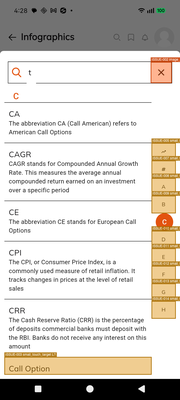 4:28
Infographics
t
C
CA
The abbreviation CA (Call American) refers to
American Call Options
CAGR
CAGR stands for Compounded Annual Growth
Rate. This measures the average annual
compounded return earned on an investment
over a specific period
#
A
B
CE
The abbreviation CE stands for European Call
Options
C
D
CPI
The CPI, or Consumer Price Index, is a
commonly used measure of retail inflation. It
tracks changes in prices at the level of retail
sales
E
F
G
H
CRR
The Cash Reserve Ratio (CRR) is the percentage
of deposits commercial banks must deposit with
the RBI. Banks do not receive any interest on this
amount
Call Option